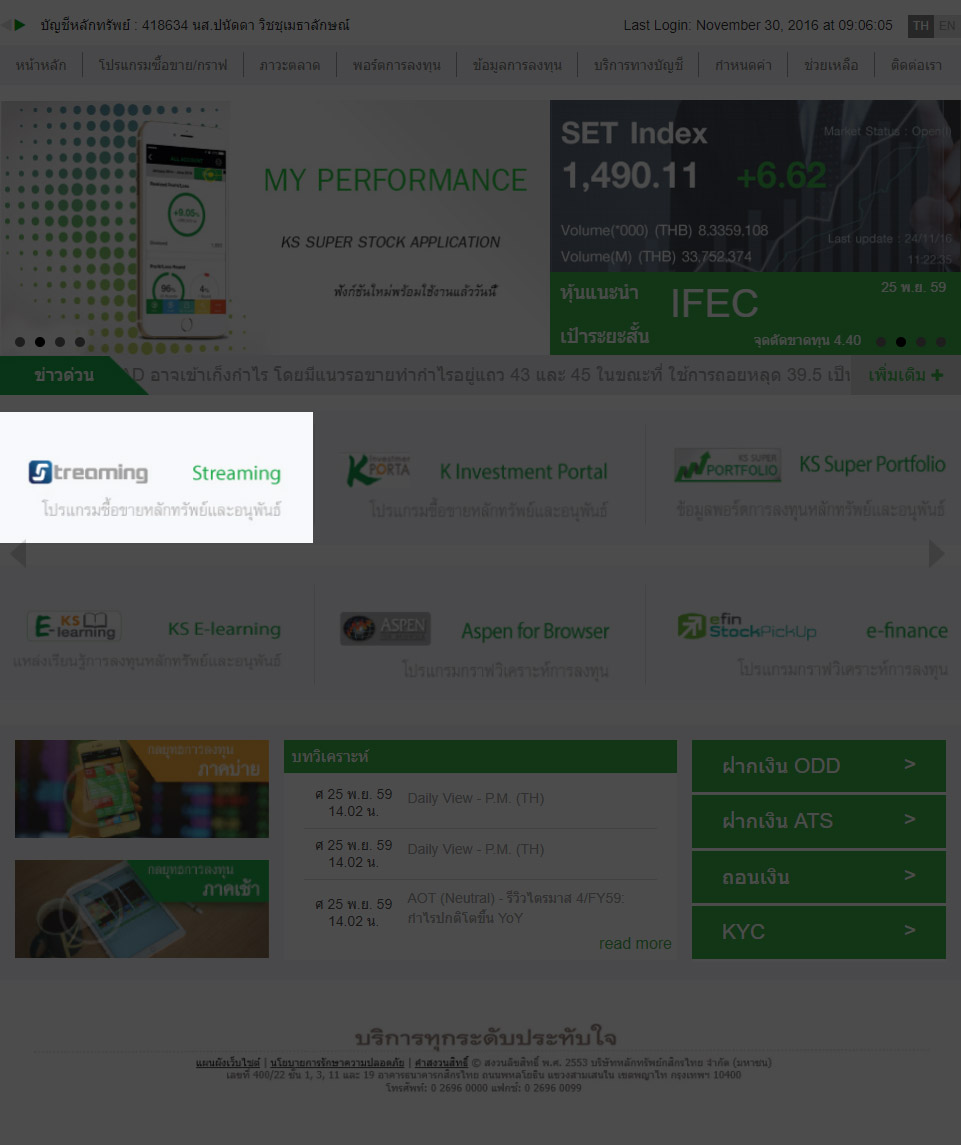 บัญชีหลักทรัพย์ : 418634 นส.ปนัดดา วิชชุเมธาลักษณ์
Last Login: November 30, 2016 at 09:06:05
TH EN
หน้าหลัก โปรแกรมซื้อขาย/กราฟ ภาวะตลาด พอร์ตการลงทุน ข้อมูลการลงทุน บริการทางบัญชี กำหนดค่า ช่วยเหลือ ติดต่อเรา
ALL ACCOUNT
+9.05%
96%
4%
MY PERFORMANCE
KS SUPER STOCK APPLICATION
ฟังก์ชันใหม่พร้อมใช้งานแล้ววันนี้
SET Index
Market Status : Open(I)
1,490.11 +6.62
Volume('000) (THB) 8,3359,108
Last update : 24/11/16
Volume(M) (THB) 33,752,374
11:22:35
หุ้นแนะนำ IFEC 25 พ.ย. 59
เป้าระยะสั้น จุดตัดขาดทุน 4.40
ข่าวด่วน AD อาจเข้าเก็งกำไร โดยมีแนวรอขายทำกำไรอยู่แถว 43 และ 45 ในขณะที่ ใช้การถอยหลุด 39.5 เป็น เพิ่มเติม +
Streaming Streaming
โปรแกรมซื้อขายหลักทรัพย์และอนุพันธ์
K Investment PORTA K Investment Portal
โปรแกรมซื้อขายหลักทรัพย์และอนุพันธ์
KS SUPER PORTFOLIO KS Super Portfolio
ข้อมูลพอร์ตการลงทุนหลักทรัพย์และอนุพันธ์
KS E-learning KS E-learning
แหล่งเรียนรู้การลงทุนหลักทรัพย์และอนุพันธ์
ASPEN Aspen for Browser
โปรแกรมกราฟวิเคราะห์การลงทุน
efin StockPickUp e-finance
โปรแกรมกราฟวิเคราะห์การลงทุน
กลยุทธการลงทุน
ภาคบ่าย
กลยุทธการลงทุน
ภาคเช้า
บทวิเคราะห์
ศ 25 พ.ย. 59 Daily View - P.M. (TH)
14.02 น.
ศ 25 พ.ย. 59 Daily View - P.M. (TH)
14.02 น.
ศ 25 พ.ย. 59 AOT (Neutral) - รีวิวไตรมาส 4/FY59:
14.02 น. กำไรปกติโตขึ้น YoY
read more
ฝากเงิน ODD >
ฝากเงิน ATS >
ถอนเงิน >
KYC >
บริการทุกระดับประทับใจ
แผนผังเว็บไซต์ | นโยบายการรักษาความปลอดภัย | คำสงวนสิทธิ์ © สงวนลิขสิทธิ์ พ.ศ. 2553 บริษัทหลักทรัพย์กสิกรไทย จำกัด (มหาชน)
เลขที่ 400/22 ชั้น 1, 3, 11 และ 19 อาคารธนาคารกสิกรไทย ถนนพหลโยธิน แขวงสามเสนใน เขตพญาไท กรุงเทพฯ 10400
โทรศัพท์: 0 2696 0000 แฟกซ์: 0 2696 0099